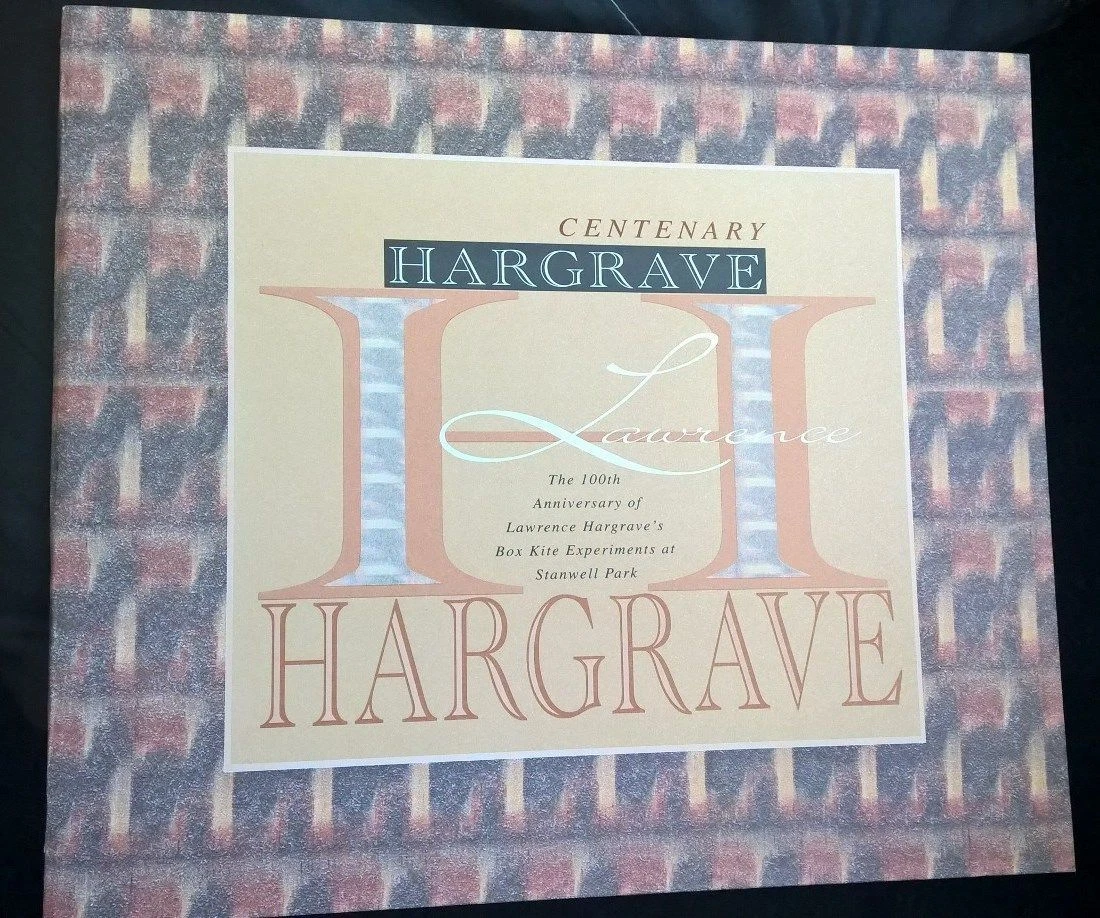 CENTENARY
HARGRAVE
H
Lawrence
The 100th
Anniversary of
Lawrence Hargrave's
Box Kite Experiments at
Stanwell Park
HARGRAVE